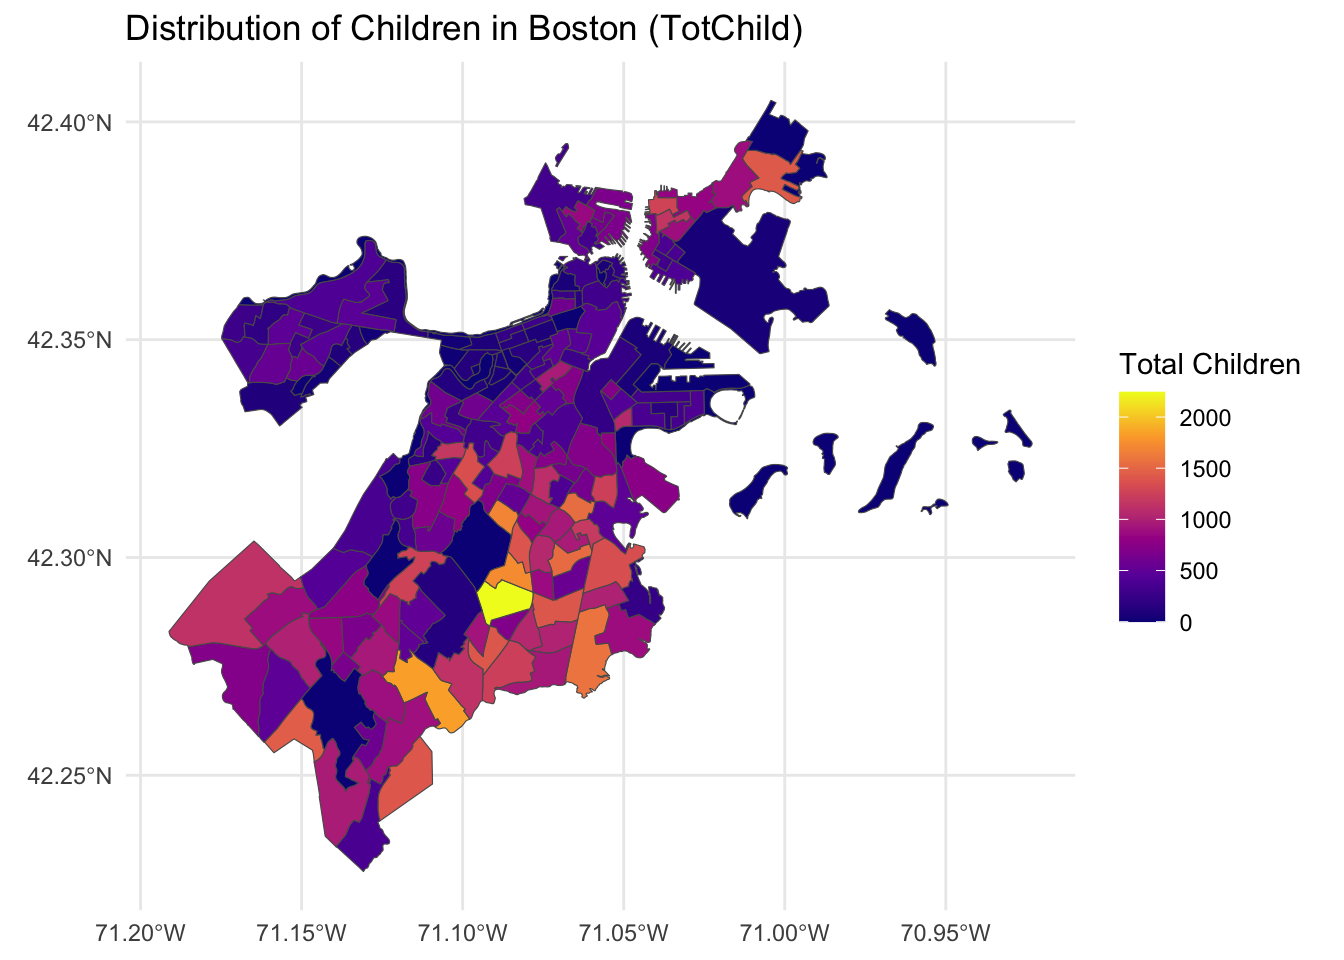 Distribution of Children in Boston (TotChild)
42.40°N
42.35°N
42.30°N
42.25°N
71.20°W
71.15°W
71.10°W
71.05°W
71.00°W
70.95°W
Total Children
2000
1500
1000
500
0